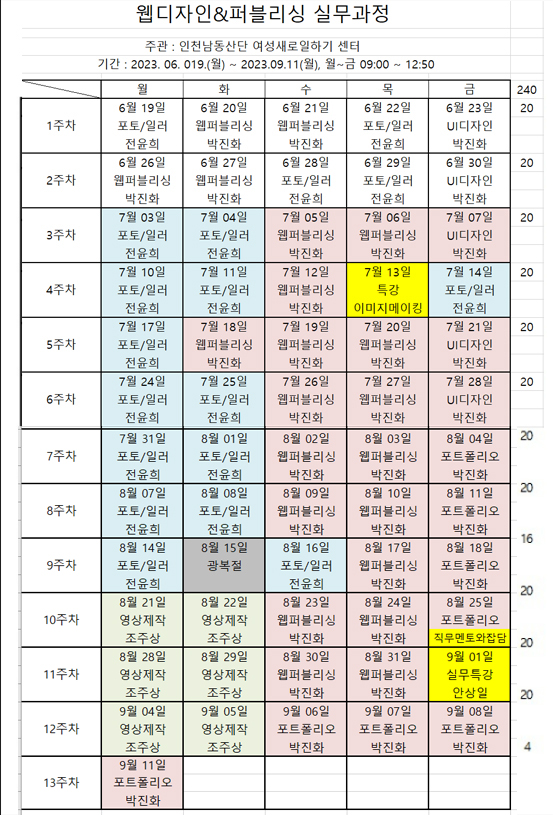 웹디자인&퍼블리싱 실무과정
주관 : 인천남동산단 여성새로일하기 센터
기간 : 2023. 06. 019.(월) ~ 2023.09.11(월), 월~금 09:00 ~ 12:50
월 화 수 목 금 240
6월 19일 6월 20일 6월 21일 6월 22일 6월 23일 20
1주차 포토/일러 웹퍼블리싱 웹퍼블리싱 포토/일러 UI디자인
전윤희 박진화 박진화 전윤희 박진화
6월 26일 6월 27일 6월 28일 6월 29일 6월 30일 20
2주차 웹퍼블리싱 웹퍼블리싱 포토/일러 포토/일러 UI디자인
박진화 박진화 전윤희 전윤희 박진화
7월 03일 7월 04일 7월 05일 7월 06일 7월 07일 20
3주차 포토/일러 포토/일러 웹퍼블리싱 웹퍼블리싱 UI디자인
전윤희 전윤희 박진화 박진화 박진화
7월 10일 7월 11일 7월 12일 7월 13일 7월 14일 20
4주차 포토/일러 포토/일러 웹퍼블리싱 특강 포토/일러
전윤희 전윤희 박진화 이미지메이킹 전윤희
7월 17일 7월 18일 7월 19일 7월 20일 7월 21일 20
5주차 포토/일러 웹퍼블리싱 웹퍼블리싱 웹퍼블리싱 UI디자인
전윤희 박진화 박진화 박진화 박진화
7월 24일 7월 25일 7월 26일 7월 27일 7월 28일 20
6주차 포토/일러 포토/일러 웹퍼블리싱 웹퍼블리싱 UI디자인
전윤희 전윤희 박진화 박진화 박진화
7월 31일 8월 01일 8월 02일 8월 03일 8월 04일 20
7주차 포토/일러 포토/일러 웹퍼블리싱 웹퍼블리싱 포트폴리오
전윤희 전윤희 박진화 박진화 박진화
8월 07일 8월 08일 8월 09일 8월 10일 8월 11일 20
8주차 포토/일러 포토/일러 웹퍼블리싱 웹퍼블리싱 포트폴리오
전윤희 전윤희 박진화 박진화 박진화
8월 14일 8월 15일 8월 16일 8월 17일 8월 18일 16
9주차 포토/일러 광복절 포토/일러 웹퍼블리싱 포트폴리오
전윤희 전윤희 박진화 박진화
8월 21일 8월 22일 8월 23일 8월 24일 8월 25일 20
10주차 영상제작 영상제작 웹퍼블리싱 웹퍼블리싱 포트폴리오
조주상 조주상 박진화 박진화 직무멘토와잡담
8월 28일 8월 29일 8월 30일 8월 31일 9월 01일 20
11주차 영상제작 영상제작 웹퍼블리싱 웹퍼블리싱 실무특강
조주상 조주상 박진화 박진화 안상일
9월 04일 9월 05일 9월 06일 9월 07일 9월 08일 20
12주차 영상제작 영상제작 포트폴리오 포트폴리오 포트폴리오
조주상 조주상 박진화 박진화 박진화 4
9월 11일
13주차 포트폴리오
박진화